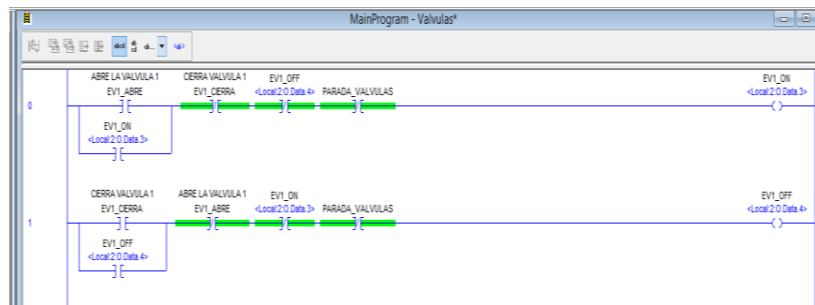 MainProgram - Valvulas*
abcd
ABRE LA VALVULA 1
EV1_ABRE
CIERRA VALVULA 1
EV1_CIERRA
EV1_OFF
<Local:2:O.Data.4>
PARADA_VALVULAS
EV1_ON
<Local:2:O.Data.3>
0
EV1_ON
<Local:2:O.Data.3>
CIERRA VALVULA 1
EV1_CIERRA
ABRE LA VALVULA 1
EV1_ABRE
EV1_ON
<Local:2:O.Data.3>
PARADA_VALVULAS
EV1_OFF
<Local:2:O.Data.4>
1
EV1_OFF
<Local:2:O.Data.4>